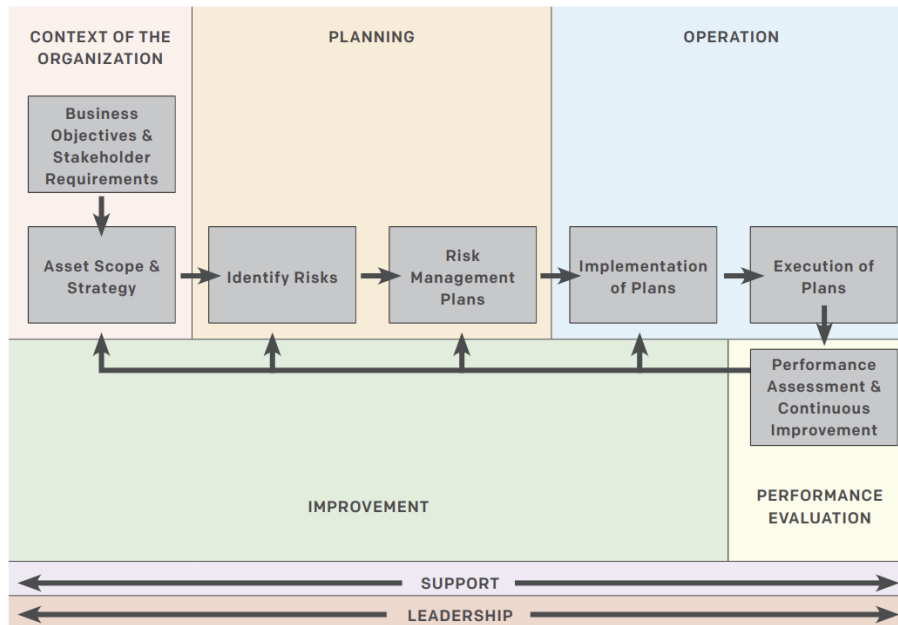 CONTEXT OF THE
ORGANIZATION
PLANNING
OPERATION
Business
Objectives &
Stakeholder
Requirements
Asset Scope &
Strategy
Identify Risks
Risk
Management
Plans
Implementation
of Plans
Execution of
Plans
Performance
Assessment &
Continuous
Improvement
IMPROVEMENT
PERFORMANCE
EVALUATION
SUPPORT
LEADERSHIP